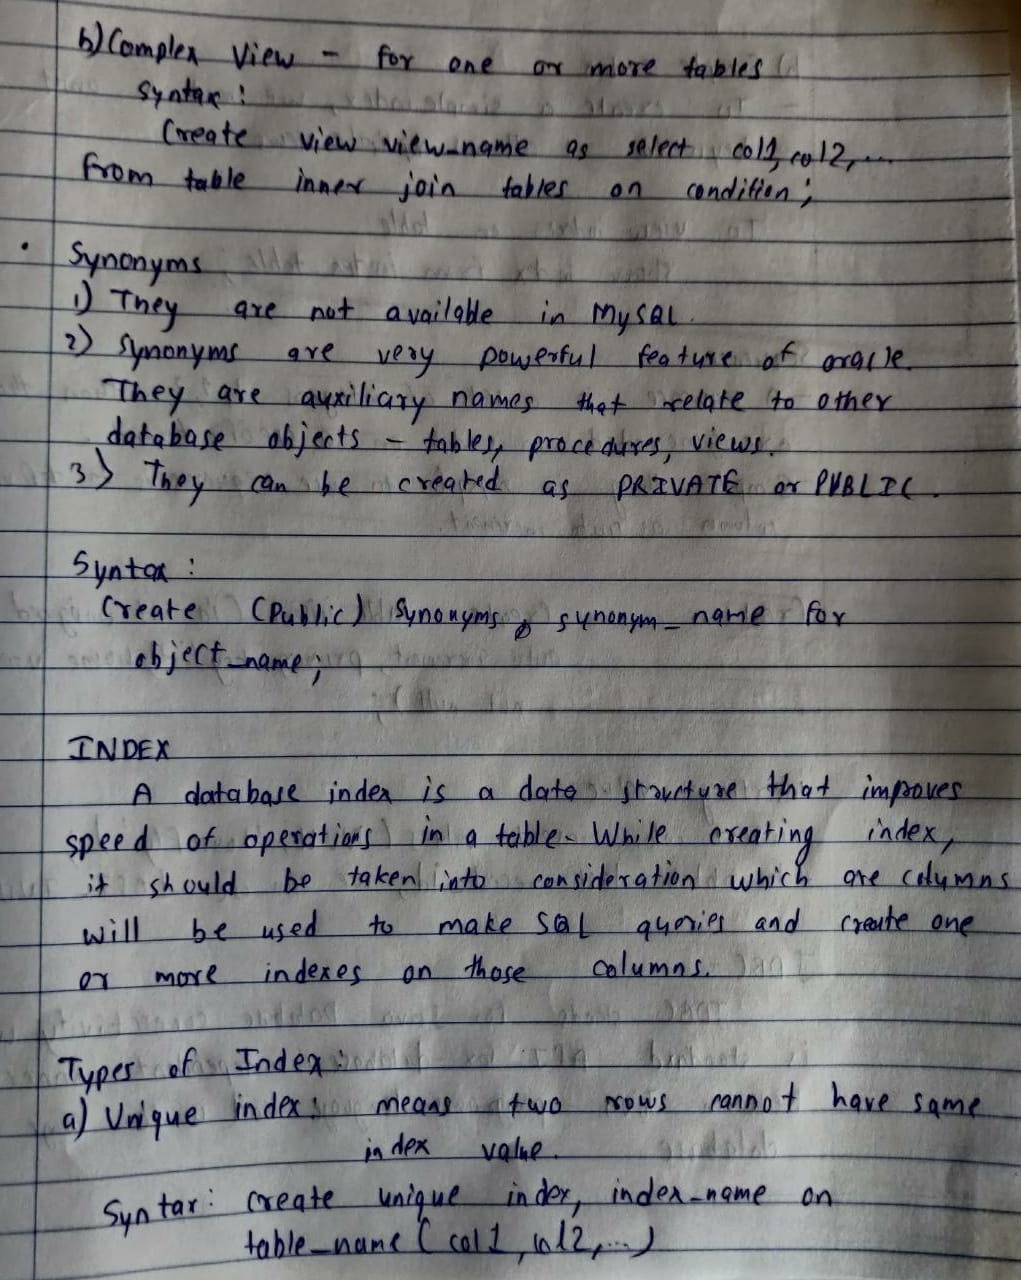 b) Complex View - for one or more tables
Syntax :
Create view view_name as select col1, col2, ...
from table inner join tables on condition ;
• Synonyms
1) They are not available in MySQL.
2) Synonyms are very powerful feature of oracle.
They are auxiliary names that relate to other
database objects - tables, procedures, views.
3) They can be created as PRIVATE or PUBLIC.
Syntax :
Create (Public) Synonyms synonym_name for
object_name ;
INDEX
A database index is a data structure that improves
speed of operations in a table. While creating index,
it should be taken into consideration which are columns
will be used to make SQL queries and create one
or more indexes on those columns.
Types of Index :
a) Unique index : means two rows cannot have same
index value.
Syntax : Create unique index, index_name on
table_name ( col1, col2, ... )